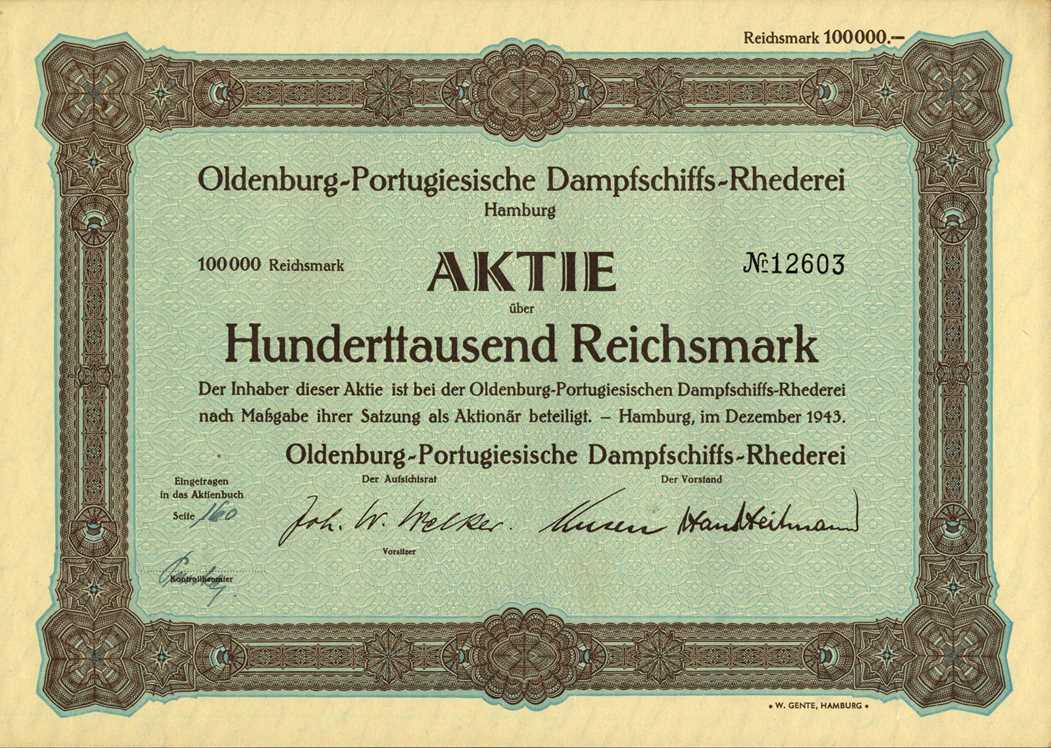 Reichsmark 100000.—
Oldenburg-Portugiesische Dampfschiffs-Rhederei
Hamburg
100000 Reichsmark AKTIE № 12603
über
Hunderttausend Reichsmark
Der Inhaber dieser Aktie ist bei der Oldenburg-Portugiesischen Dampfschiffs-Rhederei
nach Maßgabe ihrer Satzung als Aktionär beteiligt. – Hamburg, im Dezember 1943.
Oldenburg-Portugiesische Dampfschiffs-Rhederei
Der Aufsichtsrat Der Vorstand
Eingetragen
in das Aktienbuch
Seite 160
Joh. W. Welker.
Vorsitzer
Kontrollbeamter
• W. GENTE, HAMBURG •